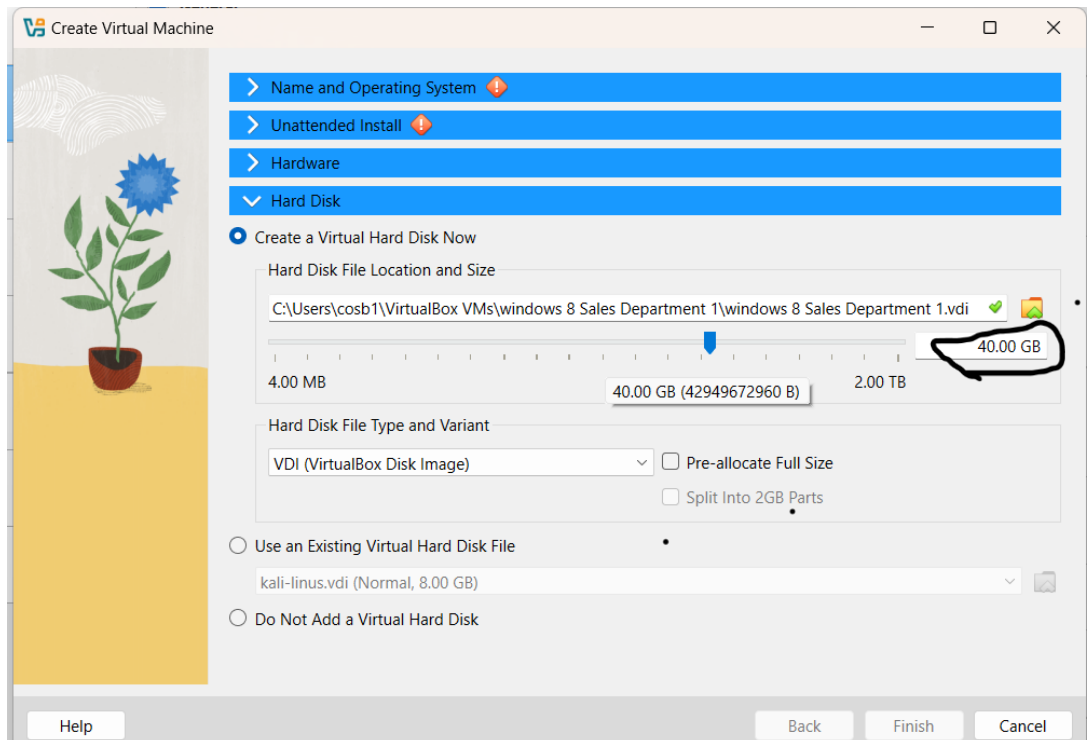 Create Virtual Machine
Name and Operating System
Unattended Install
Hardware
Hard Disk
Create a Virtual Hard Disk Now
Hard Disk File Location and Size
C:\Users\cosb1\VirtualBox VMs\windows 8 Sales Department 1\windows 8 Sales Department 1.vdi
40.00 GB
4.00 MB
2.00 TB
40.00 GB (42949672960 B)
Hard Disk File Type and Variant
VDI (VirtualBox Disk Image)
Pre-allocate Full Size
Split Into 2GB Parts
Use an Existing Virtual Hard Disk File
kali-linus.vdi (Normal, 8.00 GB)
Do Not Add a Virtual Hard Disk
Help
Back
Finish
Cancel